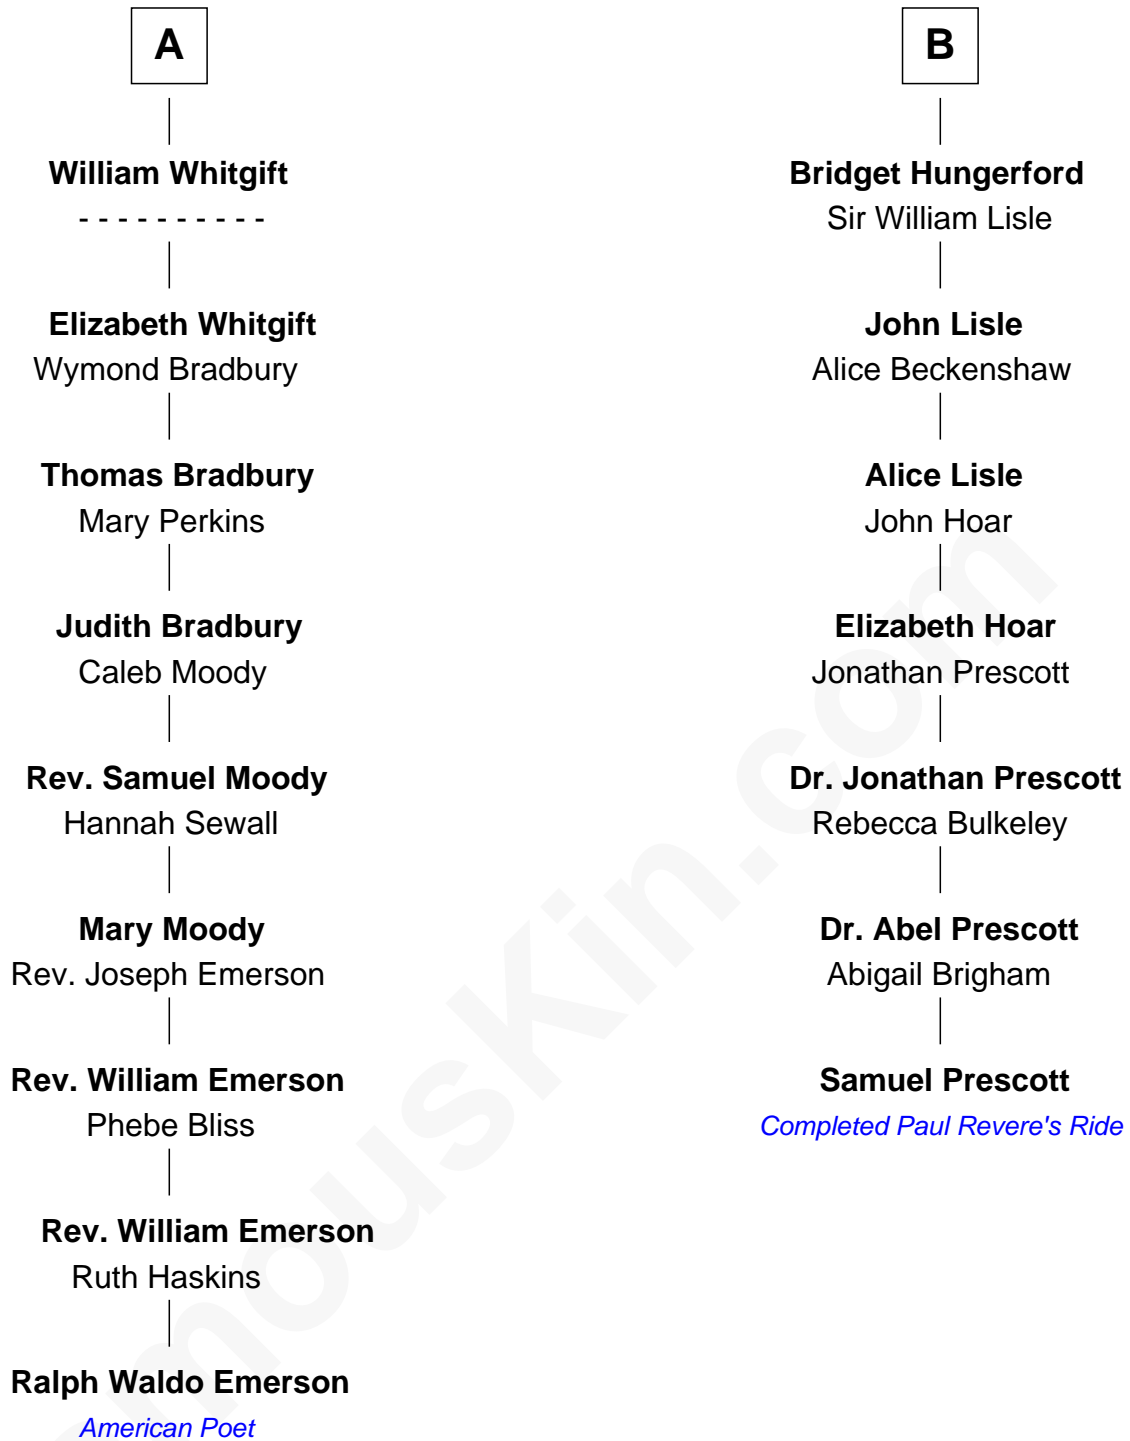 A
William Whitgift
- - - - - - - - - -
Elizabeth Whitgift
Wymond Bradbury
Thomas Bradbury
Mary Perkins
Judith Bradbury
Caleb Moody
Rev. Samuel Moody
Hannah Sewall
Mary Moody
Rev. Joseph Emerson
Rev. William Emerson
Phebe Bliss
Rev. William Emerson
Ruth Haskins
Ralph Waldo Emerson
American Poet
B
Bridget Hungerford
Sir William Lisle
John Lisle
Alice Beckenshaw
Alice Lisle
John Hoar
Elizabeth Hoar
Jonathan Prescott
Dr. Jonathan Prescott
Rebecca Bulkeley
Dr. Abel Prescott
Abigail Brigham
Samuel Prescott
Completed Paul Revere's Ride
mousKin.com